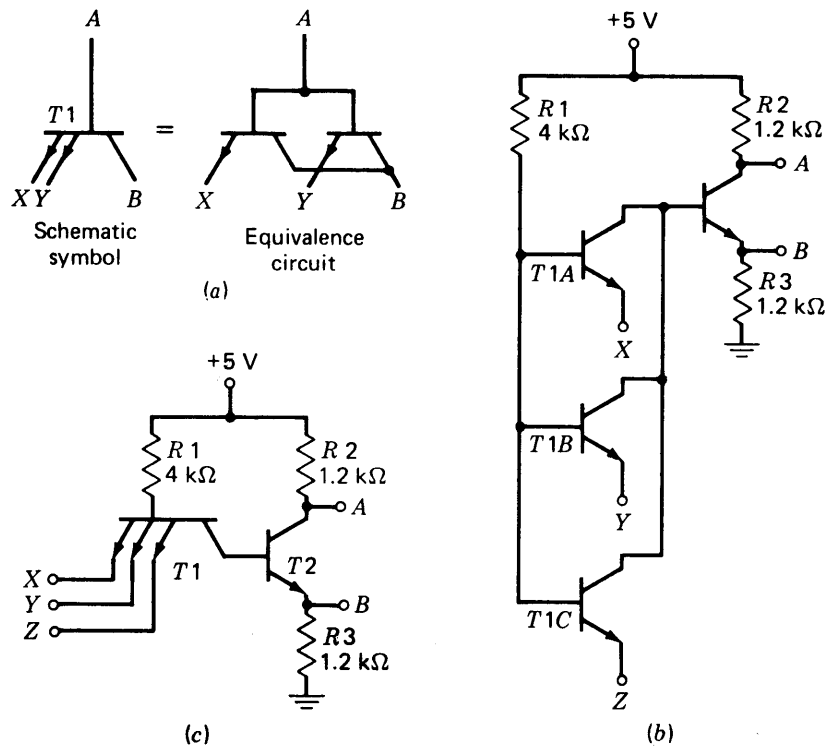 A
A
T1
=
X Y
B
X
Y
B
Schematic
symbol
Equivalence
circuit
(a)
+5 V
R1
4 kΩ
R2
1.2 kΩ
A
B
T1A
R3
1.2 kΩ
X
T1B
Y
T1C
Z
(b)
+5 V
R1
4 kΩ
R2
1.2 kΩ
A
X
Y
Z
T1
T2
B
R3
1.2 kΩ
(c)